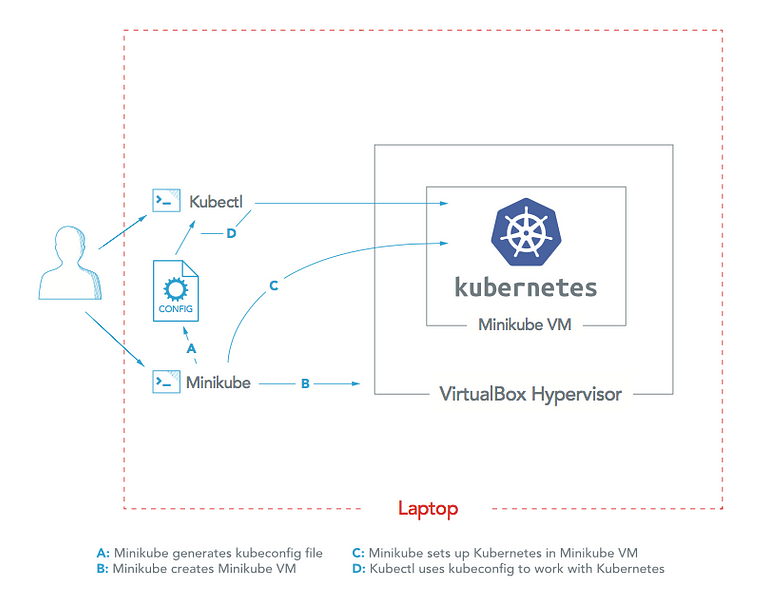 Kubectl
D
kubernetes
C
CONFIG
Minikube VM
A
Minikube
B
VirtualBox Hypervisor
Laptop
A: Minikube generates kubeconfig file
B: Minikube creates Minikube VM
C: Minikube sets up Kubernetes in Minikube VM
D: Kubectl uses kubeconfig to work with Kubernetes